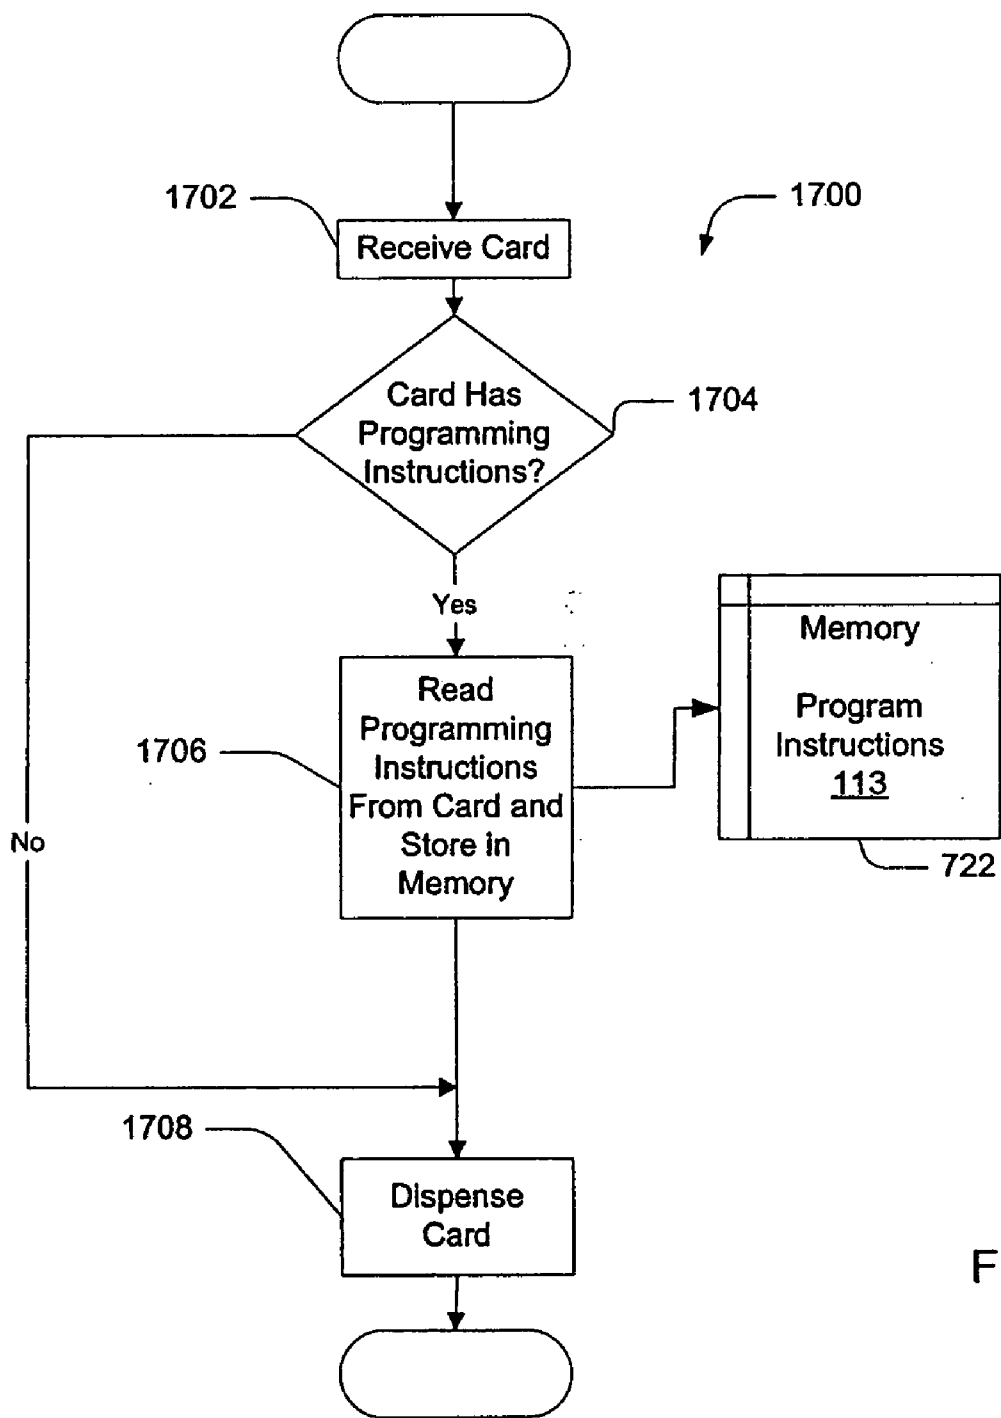 1702
1700
Receive Card
Card Has
Programming
Instructions?
1704
Yes
Memory
Program
Instructions
113
722
1706
Read
Programming
Instructions
From Card and
Store in
Memory
No
1708
Dispense
Card
F